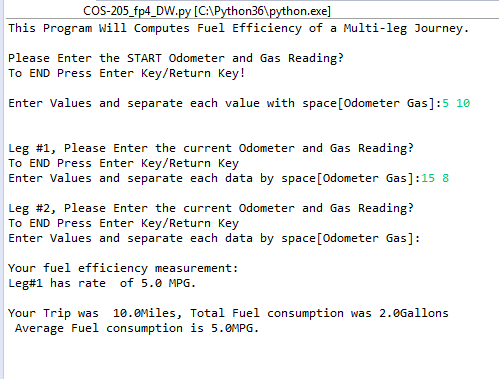 COS-205_fp4_DW.py [C:\Python36\python.exe]
This Program Will Computes Fuel Efficiency of a Multi-leg Journey.
Please Enter the START Odometer and Gas Reading?
To END Press Enter Key/Return Key!
Enter Values and separate each value with space[Odometer Gas]:5 10
Leg #1, Please Enter the current Odometer and Gas Reading?
To END Press Enter Key/Return Key
Enter Values and separate each data by space[Odometer Gas]:15 8
Leg #2, Please Enter the current Odometer and Gas Reading?
To END Press Enter Key/Return Key
Enter Values and separate each data by space[Odometer Gas]:
Your fuel efficiency measurement:
Leg#1 has rate  of 5.0 MPG.
Your Trip was  10.0Miles, Total Fuel consumption was 2.0Gallons
Average Fuel consumption is 5.0MPG.